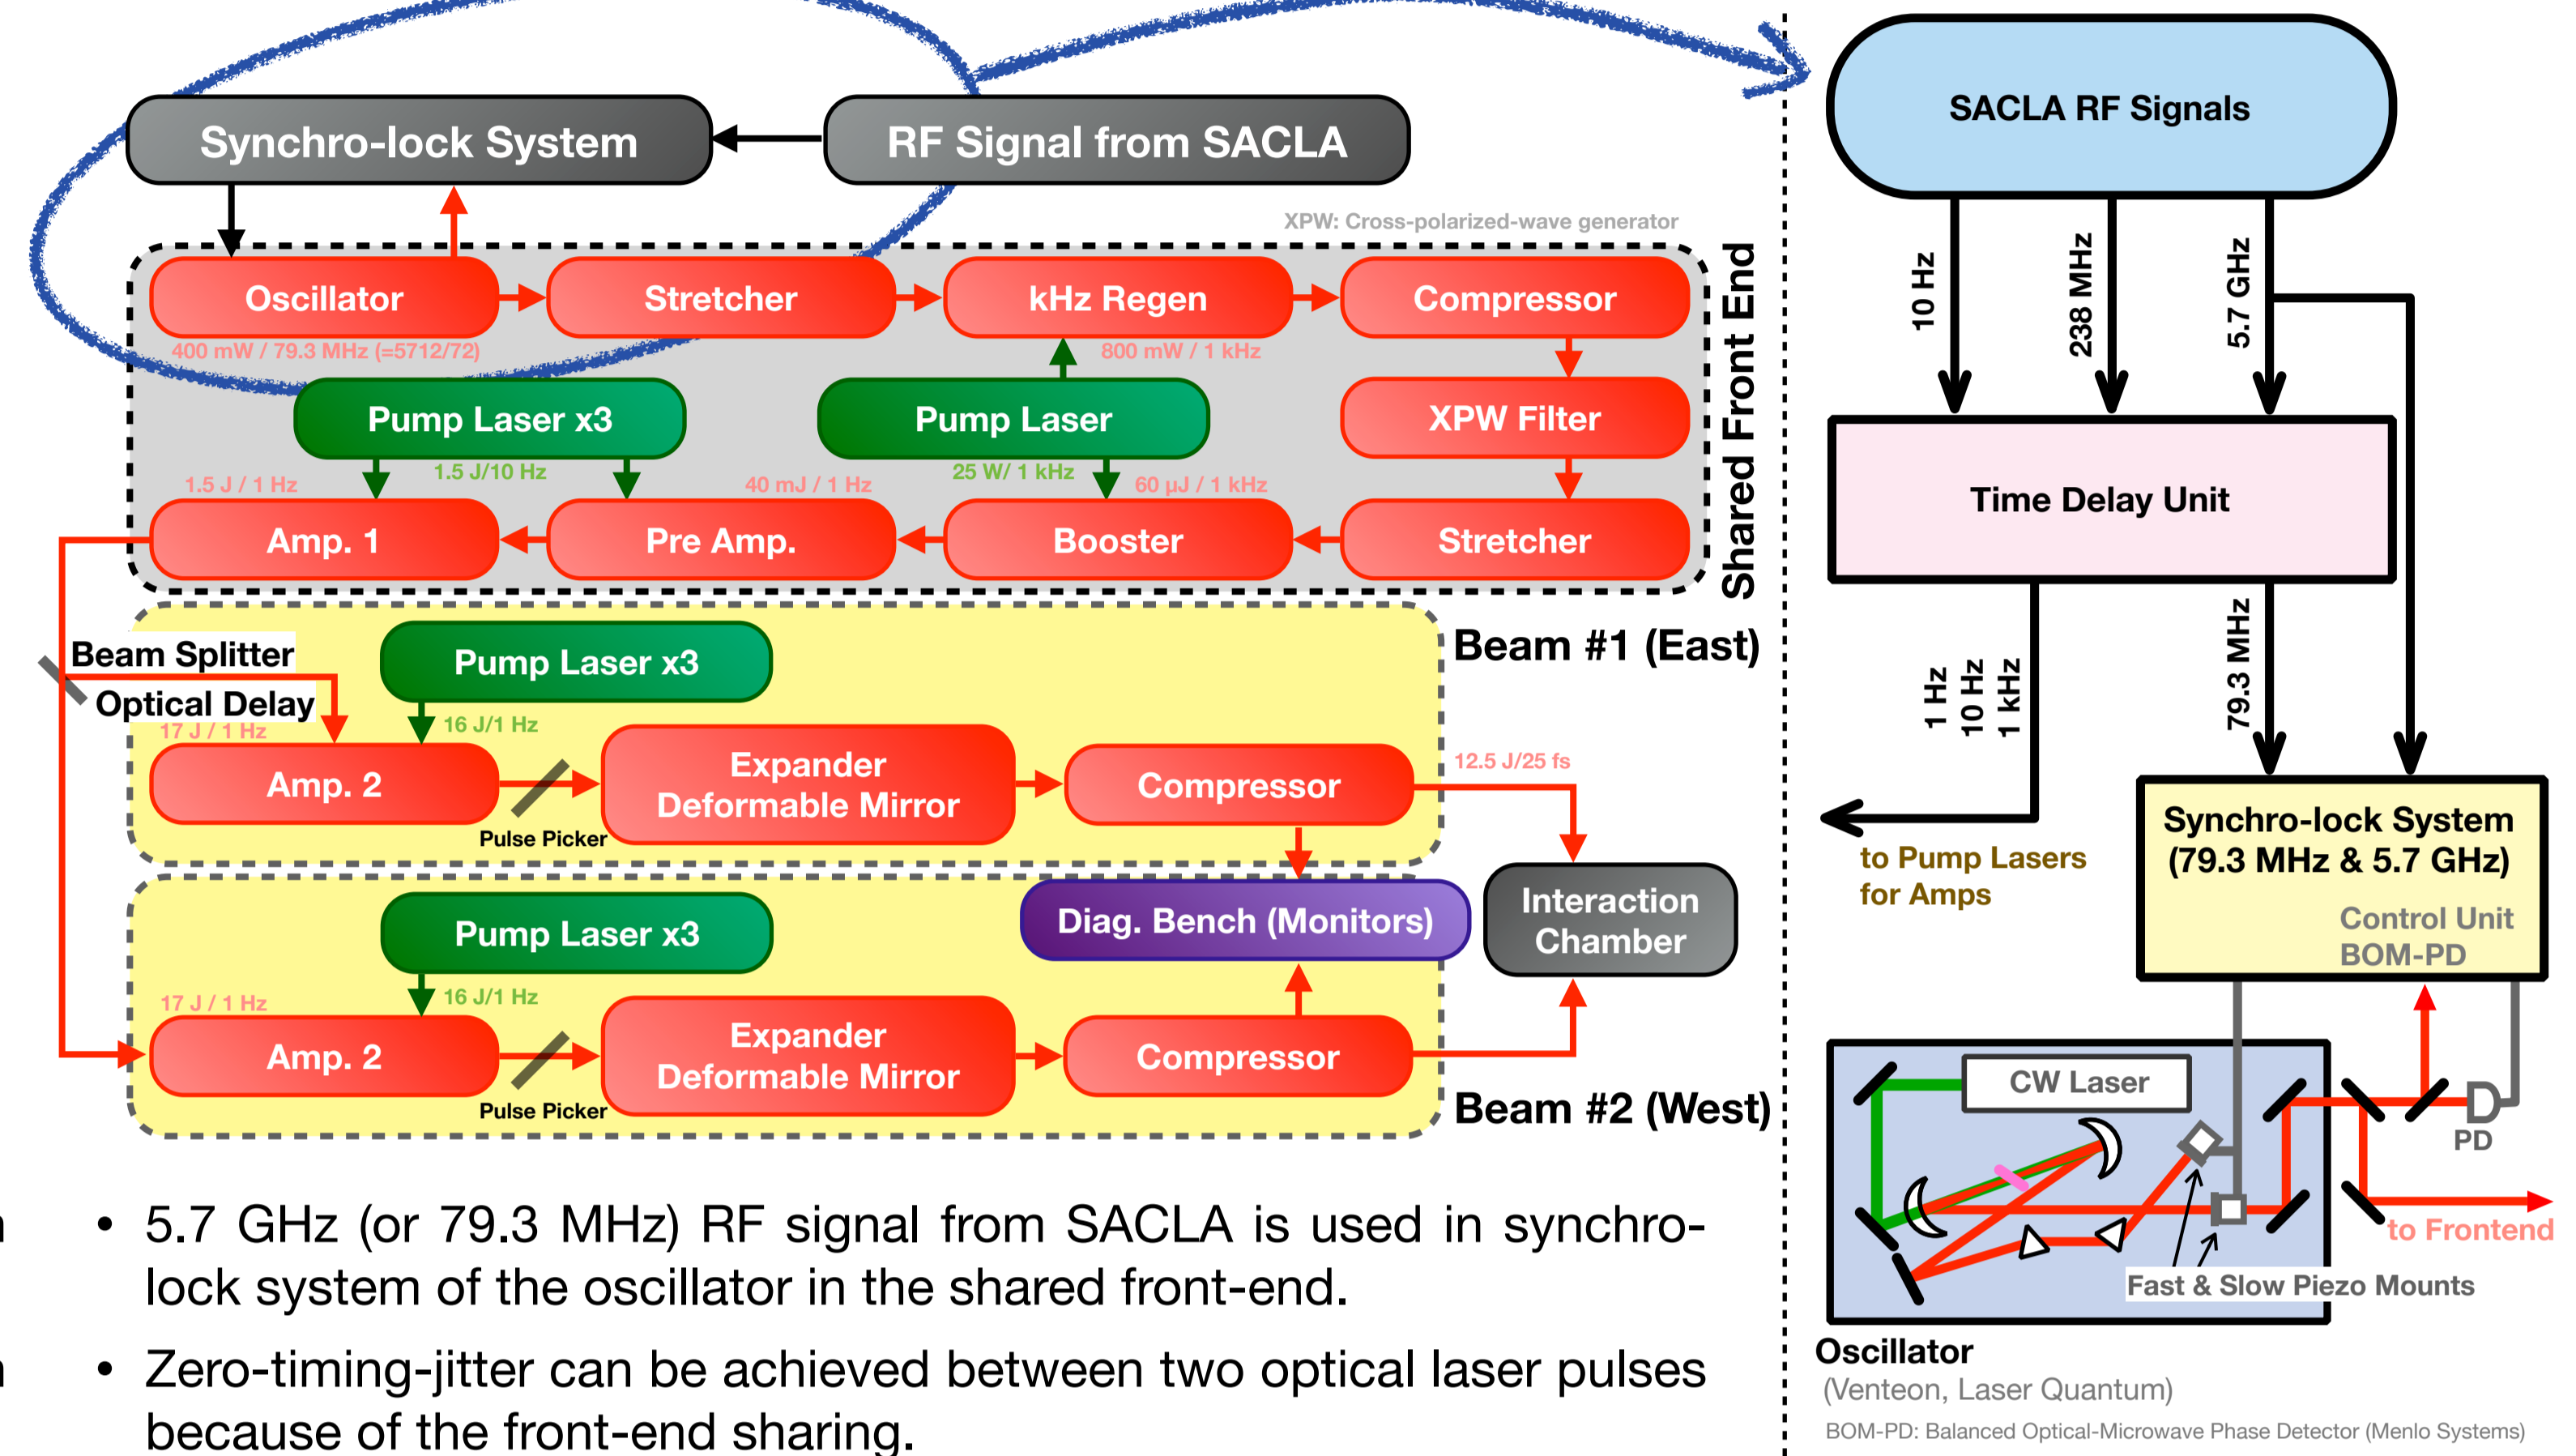 Synchro-lock System
RF Signal from SACLA
XPW: Cross-polarized-wave generator
Oscillator
Stretcher
kHz Regen
Compressor
400 mW / 79.3 MHz (=5712/72)
800 mW / 1 kHz
Pump Laser x3
Pump Laser
XPW Filter
1.5 J / 1 Hz
1.5 J/10 Hz
40 mJ / 1 Hz
25 W/ 1 kHz
60 µJ / 1 kHz
Amp. 1
Pre Amp.
Booster
Stretcher
Shared Front End
Beam Splitter
Optical Delay
Pump Laser x3
Beam #1 (East)
17 J / 1 Hz
16 J/1 Hz
Amp. 2
Pulse Picker
Expander
Deformable Mirror
Compressor
12.5 J/25 fs
Pump Laser x3
Diag. Bench (Monitors)
Interaction
Chamber
17 J / 1 Hz
16 J/1 Hz
Amp. 2
Pulse Picker
Expander
Deformable Mirror
Compressor
Beam #2 (West)
• 5.7 GHz (or 79.3 MHz) RF signal from SACLA is used in synchro-
lock system of the oscillator in the shared front-end.
• Zero-timing-jitter can be achieved between two optical laser pulses
because of the front-end sharing.
SACLA RF Signals
10 Hz
238 MHz
5.7 GHz
Time Delay Unit
1 Hz
10 Hz
1 kHz
79.3 MHz
to Pump Lasers
for Amps
Synchro-lock System
(79.3 MHz & 5.7 GHz)
Control Unit
BOM-PD
CW Laser
PD
to Frontend
Fast & Slow Piezo Mounts
Oscillator
(Venteon, Laser Quantum)
BOM-PD: Balanced Optical-Microwave Phase Detector (Menlo Systems)